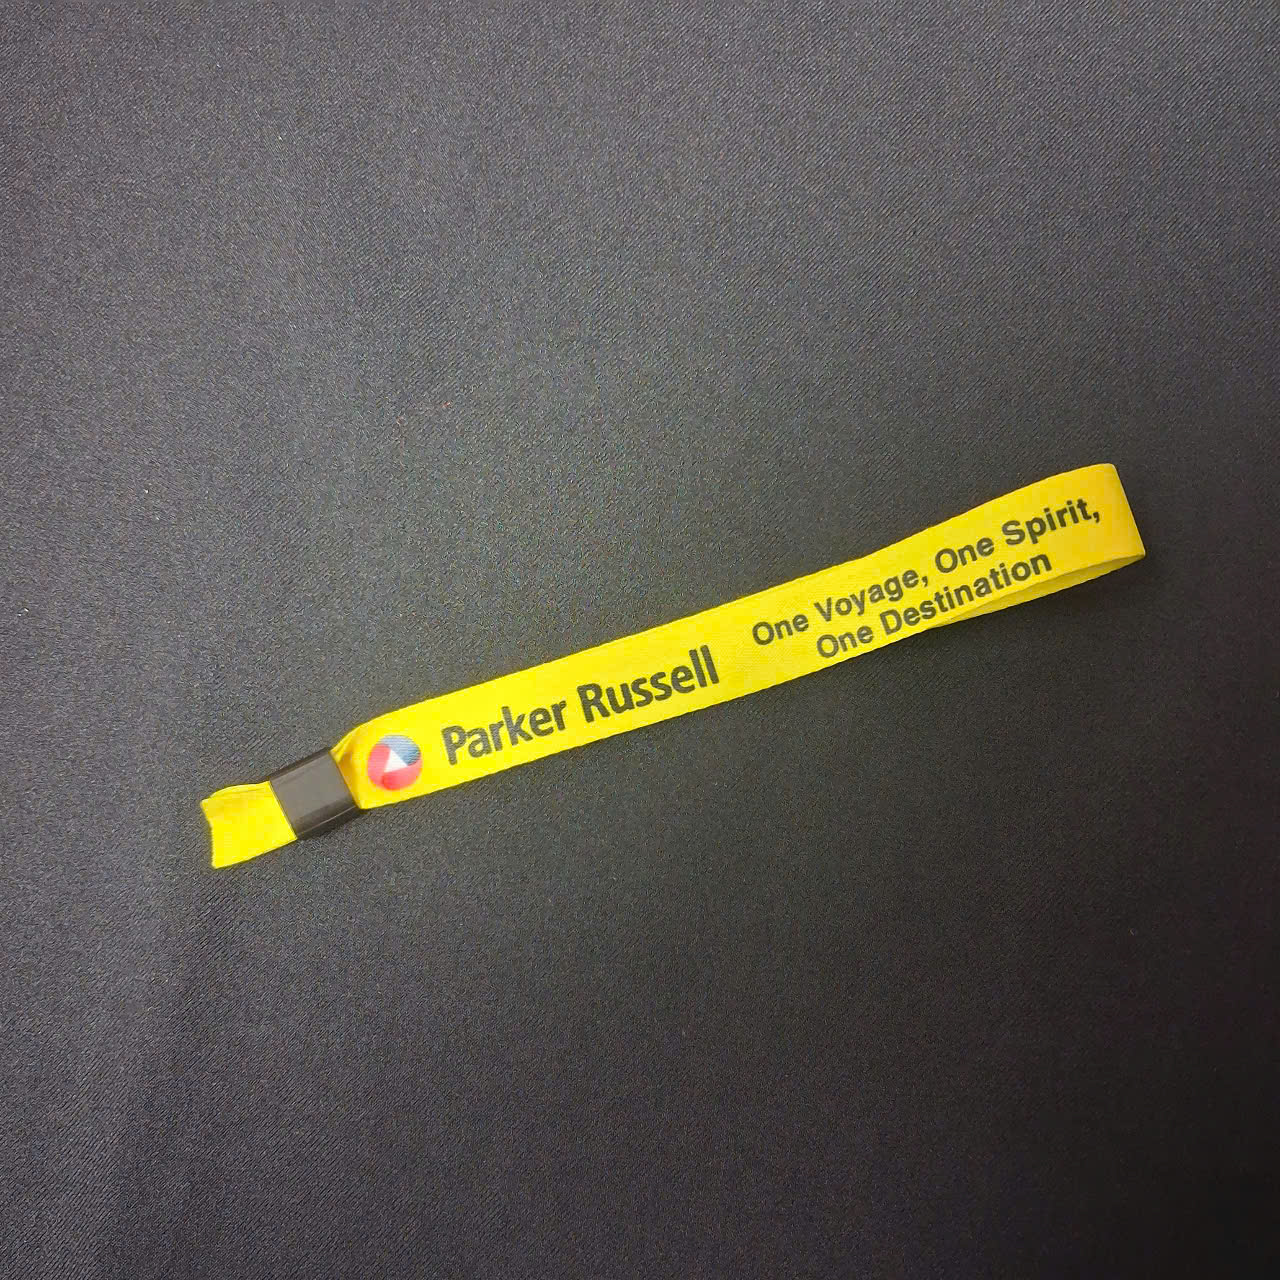 Parker Russell
One Voyage, One Spirit,
One Destination